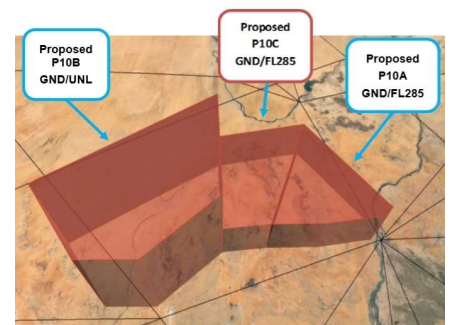 Proposed
P10B
GND/UNL
Proposed
P10C
GND/FL285
Proposed
P10A
GND/FL285